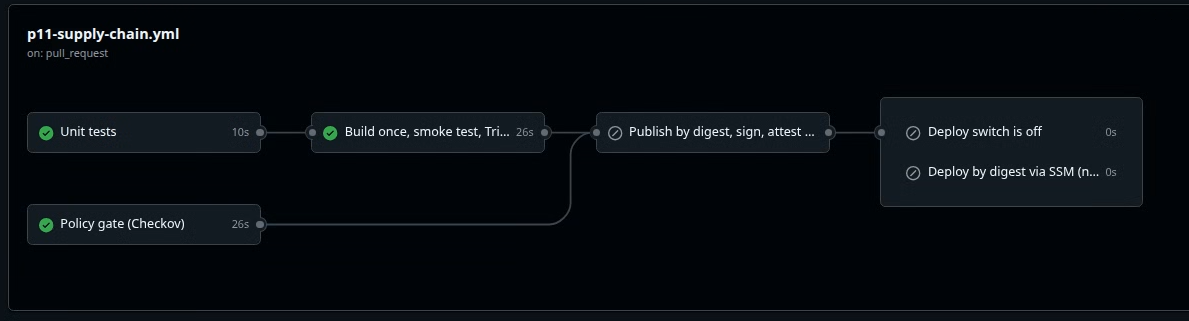 p11-supply-chain.yml
on: pull_request
Unit tests 10s
Build once, smoke test, Tri... 26s
Publish by digest, sign, attest ...
Deploy switch is off 0s
Deploy by digest via SSM (n... 0s
Policy gate (Checkov) 26s